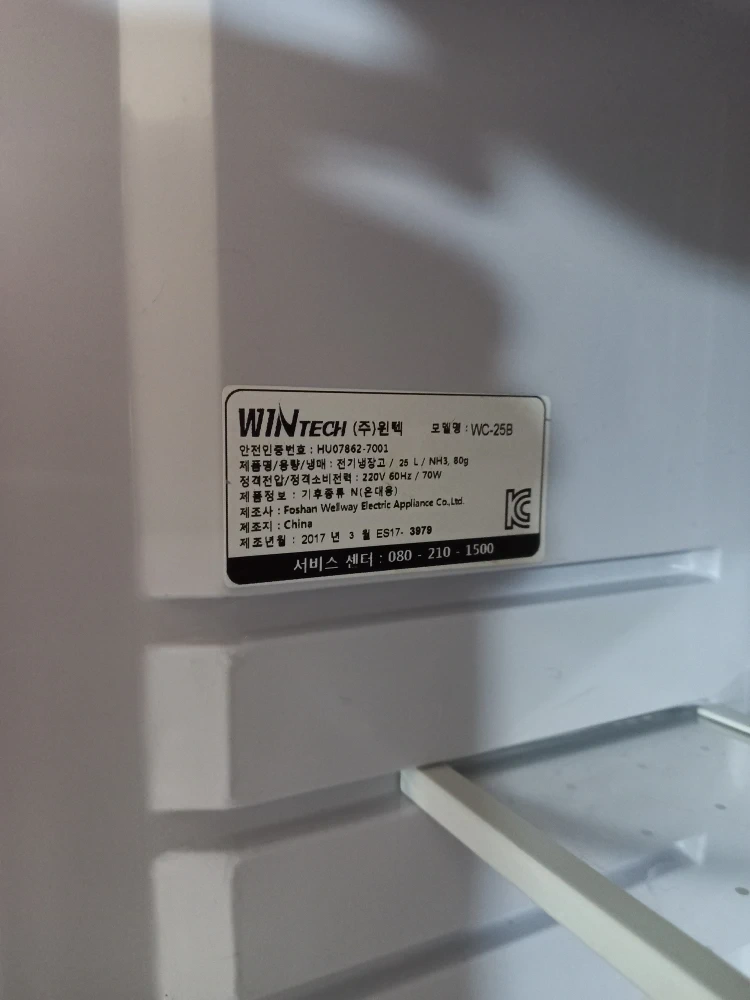 WINTECH (주)윈텍 모델명 : WC-25B
안전인증번호 : HU07862-7001
제품명/용량/냉매 : 전기냉장고 / 25 L / NH3, 80g
정격전압/정격소비전력 : 220V 60Hz / 70W
제품정보 : 기후종류 N(온대용)
제조사 : Foshan Wellway Electric Appliance Co.,Ltd.
제조지 : China
제조년월 : 2017 년 3 월 ES17- 3979
서비스 센터 : 080 - 210 - 1500